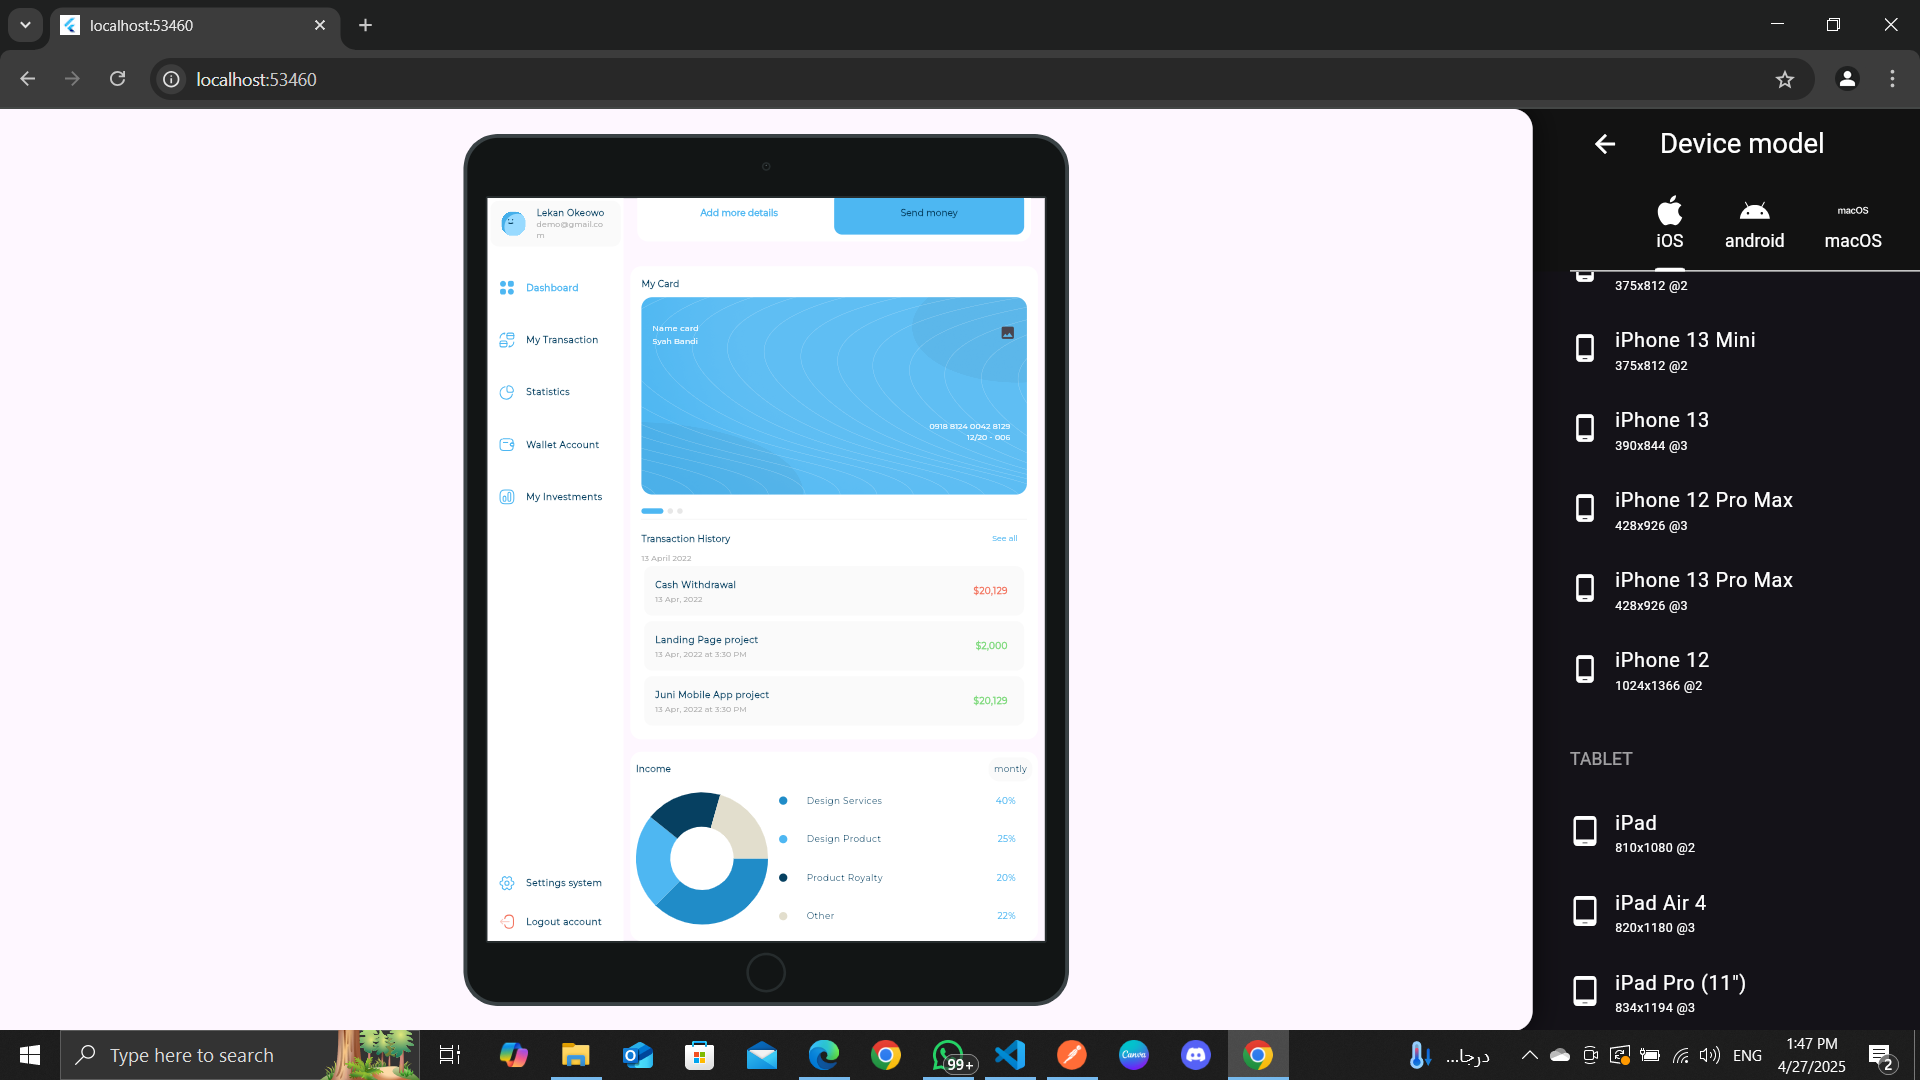 localhost:53460
localhost:53460
Lekan Okeowo
demo@gmail.co
m
Dashboard
My Transaction
Statistics
Wallet Account
My Investments
Settings system
Logout account
Add more details
Send money
My Card
Name card
Syah Bandi
0918 8124 0042 8129
12/20 - 006
Transaction History
See all
13 April 2022
Cash Withdrawal
13 Apr, 2022
$20,129
Landing Page project
13 Apr, 2022 at 3:30 PM
$2,000
Juni Mobile App project
13 Apr, 2022 at 3:30 PM
$20,129
Income
montly
Design Services
40%
Design Product
25%
Product Royalty
20%
Other
22%
Device model
iOS
android
macOS
macOS
375x812 @2
iPhone 13 Mini
375x812 @2
iPhone 13
390x844 @3
iPhone 12 Pro Max
428x926 @3
iPhone 13 Pro Max
428x926 @3
iPhone 12
1024x1366 @2
TABLET
iPad
810x1080 @2
iPad Air 4
820x1180 @3
iPad Pro (11")
834x1194 @3
Type here to search
Canva
99+
درجا...
ENG
1:47 PM
4/27/2025
2